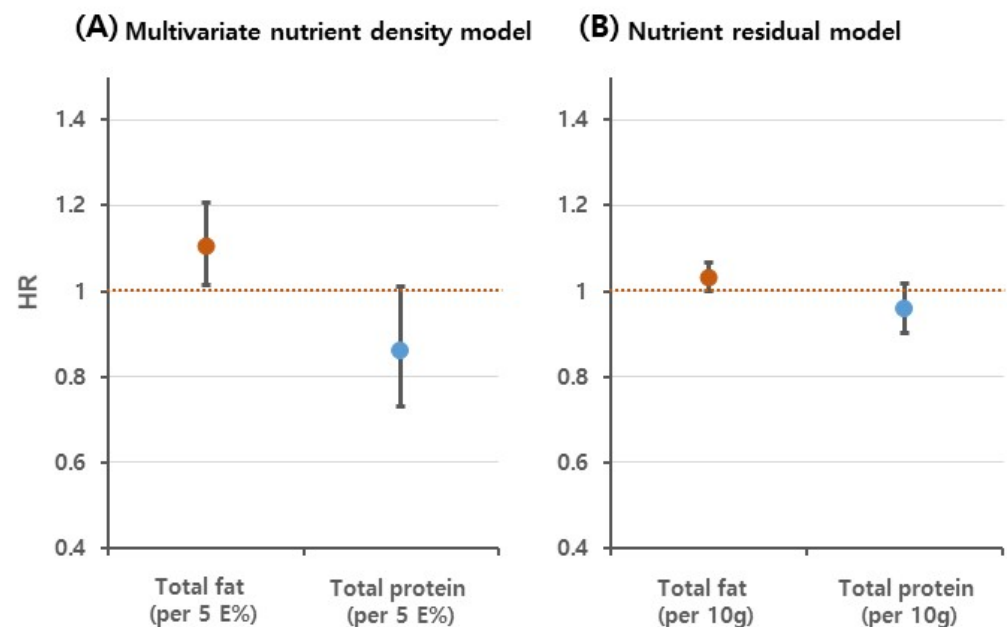 (A) Multivariate nutrient density model
(B) Nutrient residual model
HR
1.4
1.2
1
0.8
0.6
0.4
Total fat
(per 5 E%)
Total protein
(per 5 E%)
1.4
1.2
1
0.8
0.6
0.4
Total fat
(per 10g)
Total protein
(per 10g)